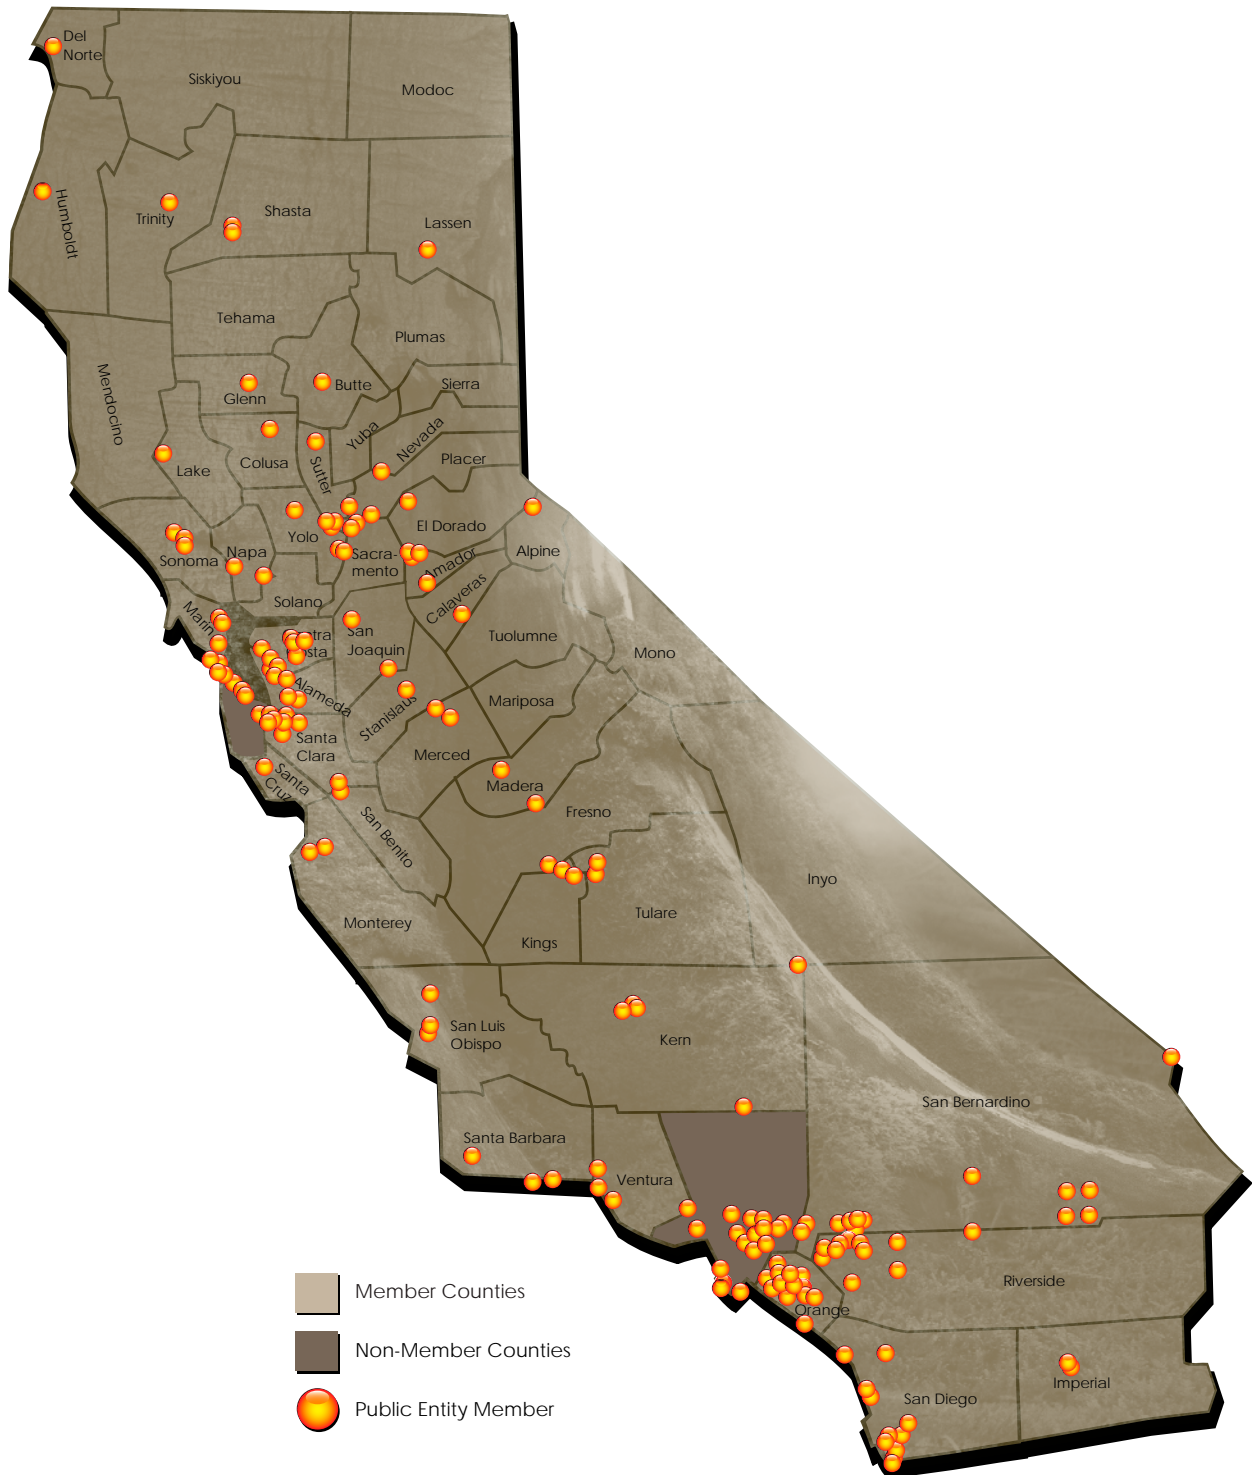 Del
Norte
Siskiyou
Modoc
Humboldt
Trinity
Shasta
Lassen
Tehama
Plumas
Mendocino
Glenn
Butte
Sierra
Lake
Colusa
Sutter
Yuba
Nevada
Placer
Sonoma
Napa
Yolo
Sacra-
mento
El Dorado
Amador
Alpine
Solano
Calaveras
Marin
San
Joaquin
Tuolumne
Mono
Alameda
Stanislaus
Mariposa
Santa
Clara
Merced
Santa
Cruz
Madera
San Benito
Fresno
Inyo
Monterey
Kings
Tulare
San Luis
Obispo
Kern
San Bernardino
Santa Barbara
Ventura
Riverside
Orange
San Diego
Imperial
Member Counties
Non-Member Counties
Public Entity Member